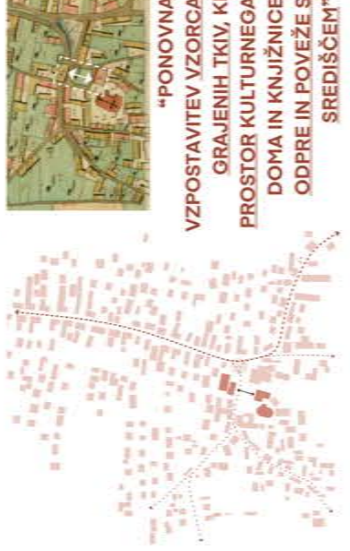 "PONOVNA
VZPOSTAVITEV VZORCA
GRAJENIH TKIV, KI
PROSTOR KULTURNEGA
DOMA IN KNJIŽNICE
ODPRE IN POVEŽE S
SREDIŠČEM"